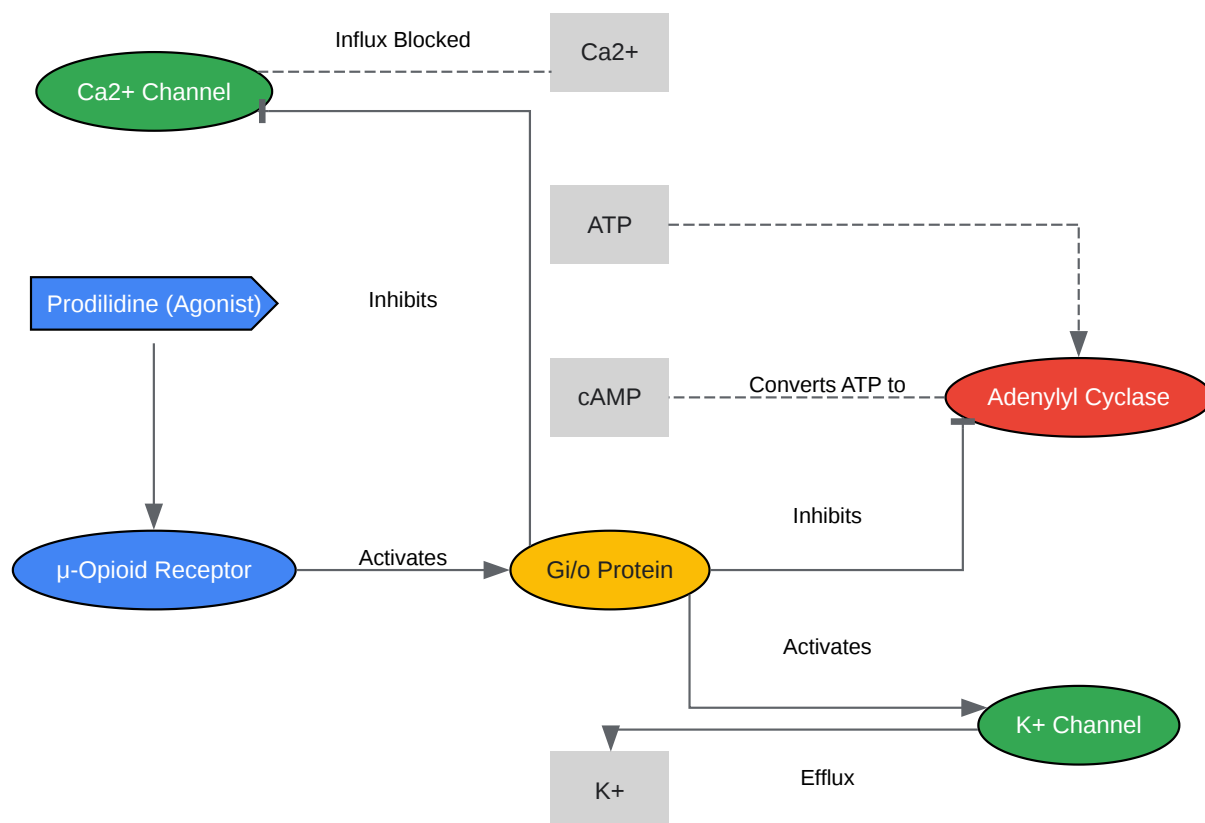 Influx Blocked
Ca2+
Ca2+ Channel
ATP
Prodilidine (Agonist)
Inhibits
cAMP
Converts ATP to
Adenylyl Cyclase
Inhibits
μ-Opioid Receptor
Activates
Gi/o Protein
Activates
K+ Channel
Efflux
K+